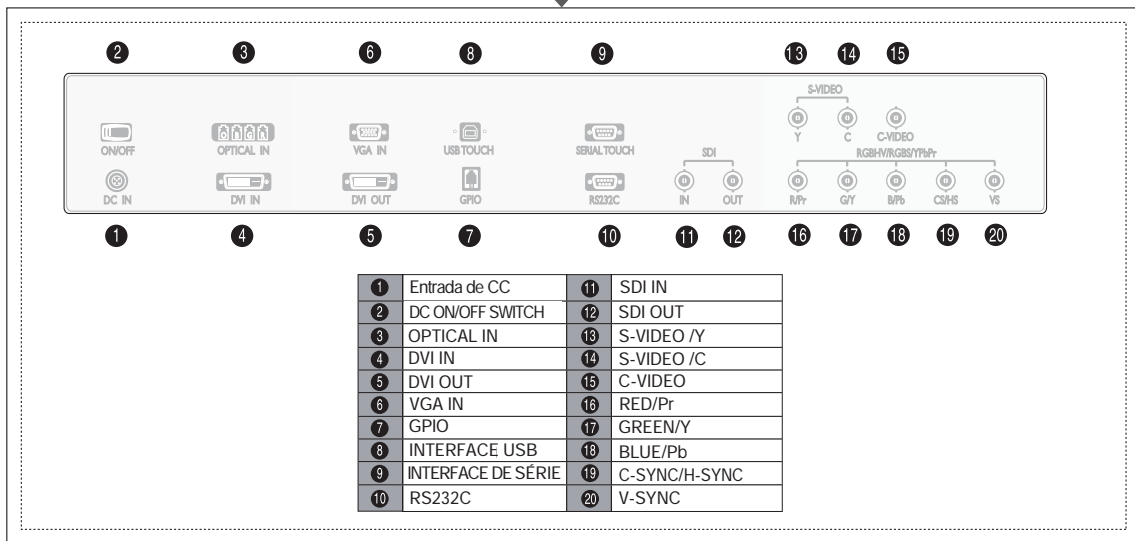 2 3 6 8 9 13 14 15
S-VIDEO
Y C C-VIDEO
ON/OFF OPTICAL IN VGA IN USB TOUCH SERIAL TOUCH SDI RGBHV/RGBS/YPbPr
DC IN DVI IN DVI OUT GPIO RS232C IN OUT R/Pr G/Y B/Pb CS/HS VS
1 4 5 7 10 11 12 16 17 18 19 20
1 Entrada de CC 11 SDI IN
2 DC ON/OFF SWITCH 12 SDI OUT
3 OPTICAL IN 13 S-VIDEO /Y
4 DVI IN 14 S-VIDEO /C
5 DVI OUT 15 C-VIDEO
6 VGA IN 16 RED/Pr
7 GPIO 17 GREEN/Y
8 INTERFACE USB 18 BLUE/Pb
9 INTERFACE DE SÉRIE 19 C-SYNC/H-SYNC
10 RS232C 20 V-SYNC